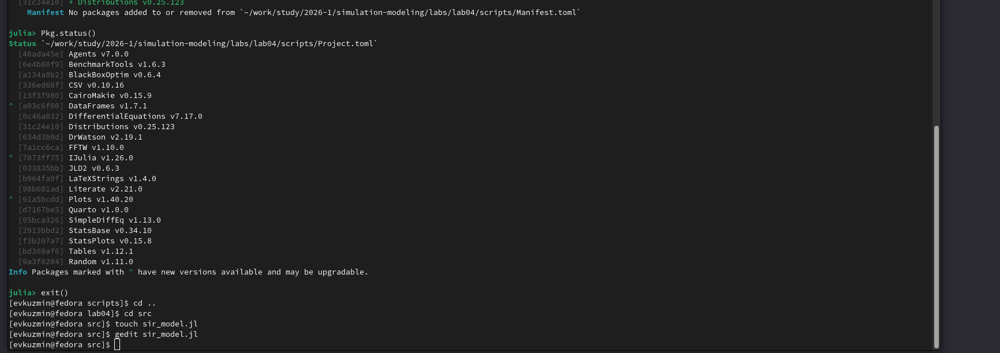 [31c24e10] + Distributions v0.25.123
Manifest No packages added to or removed from `~/work/study/2026-1/simulation-modeling/labs/lab04/scripts/Manifest.toml`
julia> Pkg.status()
Status `~/work/study/2026-1/simulation-modeling/labs/lab04/scripts/Project.toml`
[46ada45e] Agents v7.0.0
[6e4b80f9] BenchmarkTools v1.6.3
[a134a8b2] BlackBoxOptim v0.6.4
[336ed68f] CSV v0.10.16
[13f3f980] CairoMakie v0.15.9
^ [a93c6f00] DataFrames v1.7.1
[0c46a032] DifferentialEquations v7.17.0
[31c24e10] Distributions v0.25.123
[634d3b9d] DrWatson v2.19.1
[7a1cc6ca] FFTW v1.10.0
^ [7073ff75] IJulia v1.26.0
[033835bb] JLD2 v0.6.3
[b964fa9f] LaTeXStrings v1.4.0
[98b081ad] Literate v2.21.0
^ [91a5bcdd] Plots v1.40.20
[d7167be5] Quarto v1.0.0
[05bca326] SimpleDiffEq v1.13.0
[2913bbd2] StatsBase v0.34.10
[f3b207a7] StatsPlots v0.15.8
[bd369af6] Tables v1.12.1
[9a3f8284] Random v1.11.0
Info Packages marked with ^ have new versions available and may be upgradable.
julia> exit()
[evkuzmin@fedora scripts]$ cd ..
[evkuzmin@fedora lab04]$ cd src
[evkuzmin@fedora src]$ touch sir_model.jl
[evkuzmin@fedora src]$ gedit sir_model.jl
[evkuzmin@fedora src]$